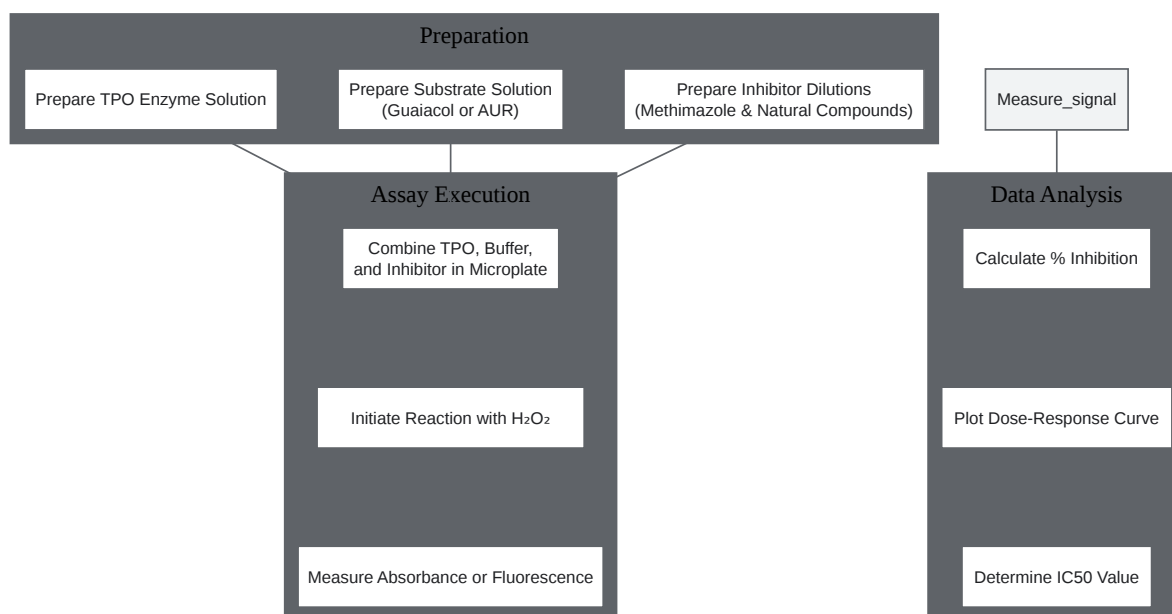 Preparation
Prepare TPO Enzyme Solution
Prepare Substrate Solution
(Guaiacol or AUR)
Prepare Inhibitor Dilutions
(Methimazole & Natural Compounds)
Measure_signal
Assay Execution
Combine TPO, Buffer,
and Inhibitor in Microplate
Initiate Reaction with H₂O₂
Measure Absorbance or Fluorescence
Data Analysis
Calculate % Inhibition
Plot Dose-Response Curve
Determine IC50 Value